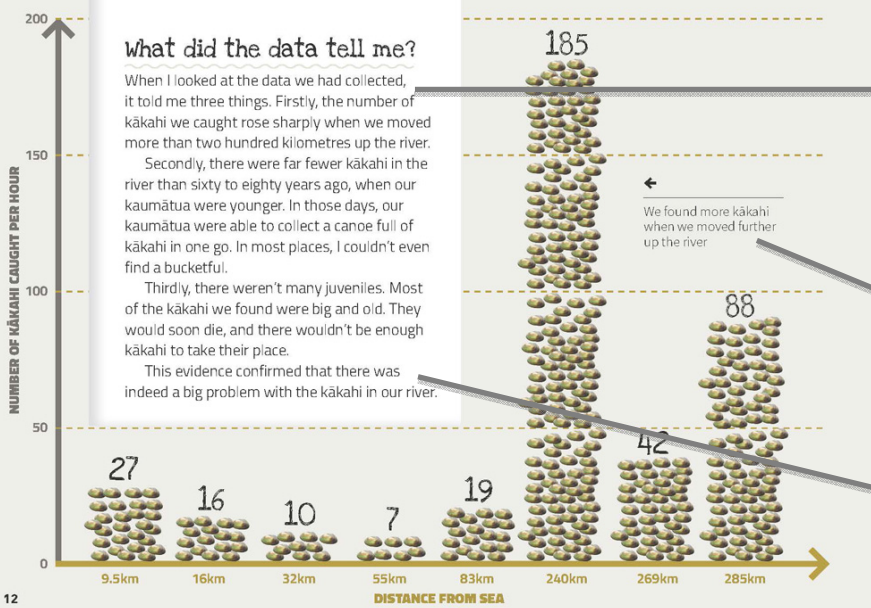 200
150
100
50
0
NUMBER OF KĀKAHI CAUGHT PER HOUR
What did the data tell me?
When I looked at the data we had collected,
it told me three things. Firstly, the number of
kākahi we caught rose sharply when we moved
more than two hundred kilometres up the river.
Secondly, there were far fewer kākahi in the
river than sixty to eighty years ago, when our
kaumātua were younger. In those days, our
kaumātua were able to collect a canoe full of
kākahi in one go. In most places, I couldn't even
find a bucketful.
Thirdly, there weren't many juveniles. Most
of the kākahi we found were big and old. They
would soon die, and there wouldn't be enough
kākahi to take their place.
This evidence confirmed that there was
indeed a big problem with the kākahi in our river.
We found more kākahi
when we moved further
up the river
27
16
10
7
19
185
42
88
9.5km
16km
32km
55km
83km
240km
269km
285km
DISTANCE FROM SEA
12